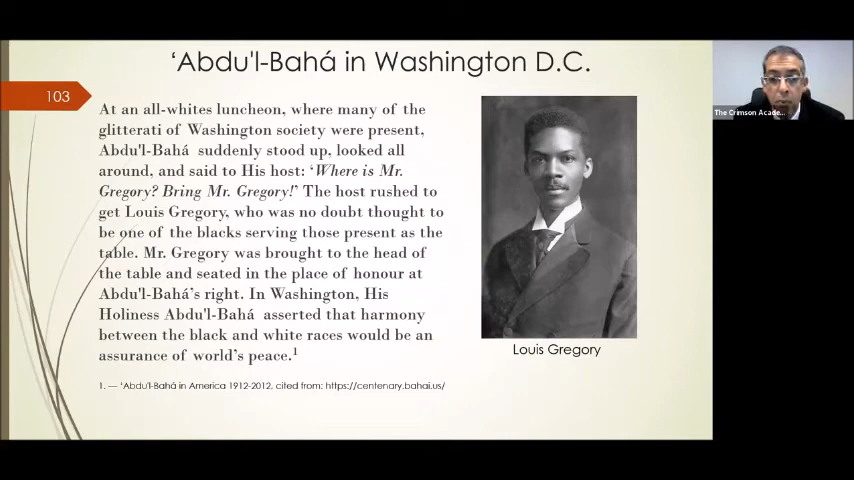 ‘Abdu'l-Bahá in Washington D.C.
103
At an all-whites luncheon, where many of the
glitterati of Washington society were present,
Abdu'l-Bahá suddenly stood up, looked all
around, and said to His host: ‘Where is Mr.
Gregory? Bring Mr. Gregory!’ The host rushed to
get Louis Gregory, who was no doubt thought to
be one of the blacks serving those present as the
table. Mr. Gregory was brought to the head of
the table and seated in the place of honour at
Abdu'l-Bahá’s right. In Washington, His
Holiness Abdu'l-Bahá asserted that harmony
between the black and white races would be an
assurance of world’s peace.1
1. — ‘Abdu'l-Bahá in America 1912-2012, cited from: https://centenary.bahai.us/
Louis Gregory
The Crimson Acade...